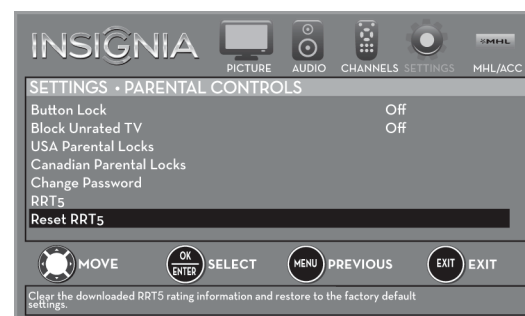 INSIGNIA
PICTURE AUDIO CHANNELS SETTINGS MHL/ACC
MHL
SETTINGS • PARENTAL CONTROLS
Button Lock Off
Block Unrated TV Off
USA Parental Locks
Canadian Parental Locks
Change Password
RRT5
Reset RRT5
MOVE OK ENTER SELECT MENU PREVIOUS EXIT EXIT
Clear the downloaded RRT5 rating information and restore to the factory default
settings.